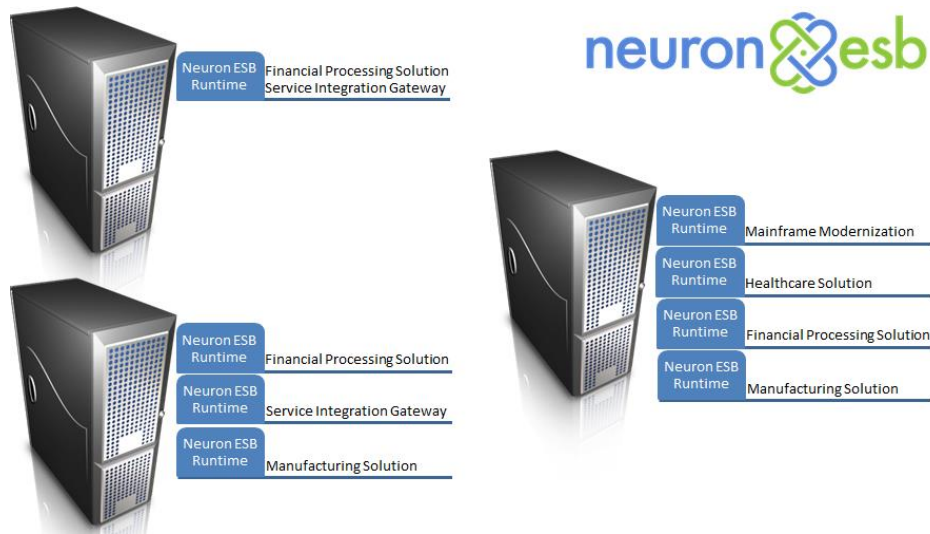 neuron esb
Neuron ESB
Runtime
Financial Processing Solution
Service Integration Gateway
Neuron ESB
Runtime
Financial Processing Solution
Neuron ESB
Runtime
Service Integration Gateway
Neuron ESB
Runtime
Manufacturing Solution
Neuron ESB
Runtime
Mainframe Modernization
Neuron ESB
Runtime
Healthcare Solution
Neuron ESB
Runtime
Financial Processing Solution
Neuron ESB
Runtime
Manufacturing Solution